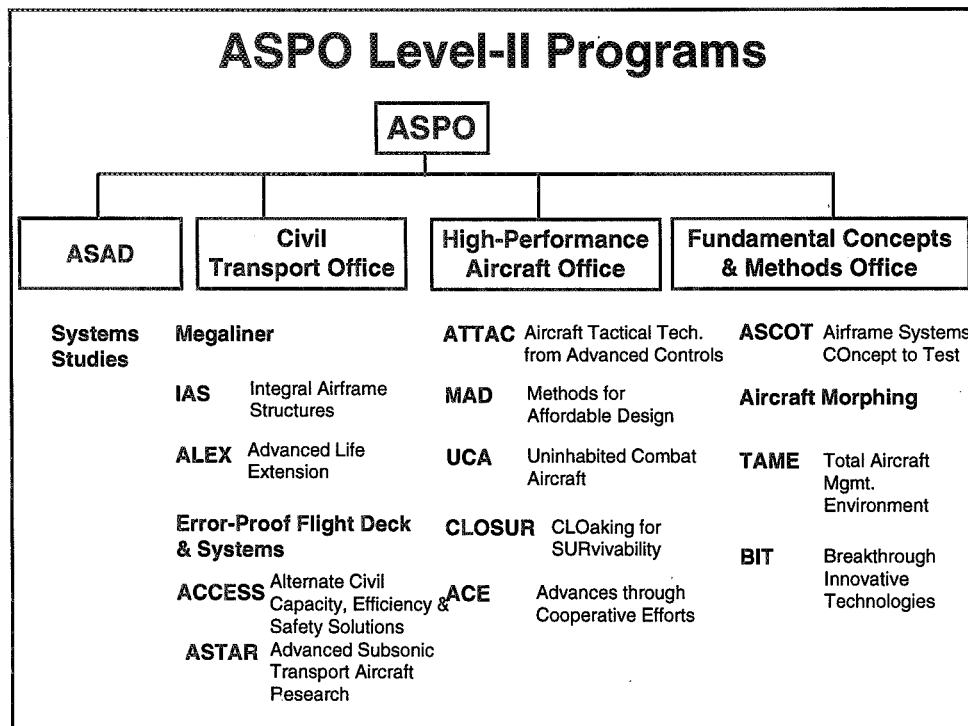 ASPO Level-II Programs
ASPO
ASAD
Civil
Transport Office
High-Performance
Aircraft Office
Fundamental Concepts
& Methods Office
Systems
Studies
Megaliner
IAS Integral Airframe
Structures
ALEX Advanced Life
Extension
Error-Proof Flight Deck
& Systems
ACCESS Alternate Civil
Capacity, Efficiency &
Safety Solutions
ASTAR Advanced Subsonic
Transport Aircraft
Research
ATTAC Aircraft Tactical Tech.
from Advanced Controls
MAD Methods for
Affordable Design
UCA Uninhabited Combat
Aircraft
CLOSUR CLOaking for
SURvivability
ACE Advances through
Cooperative Efforts
ASCOT Airframe Systems
COncept to Test
Aircraft Morphing
TAME Total Aircraft
Mgmt.
Environment
BIT Breakthrough
Innovative
Technologies